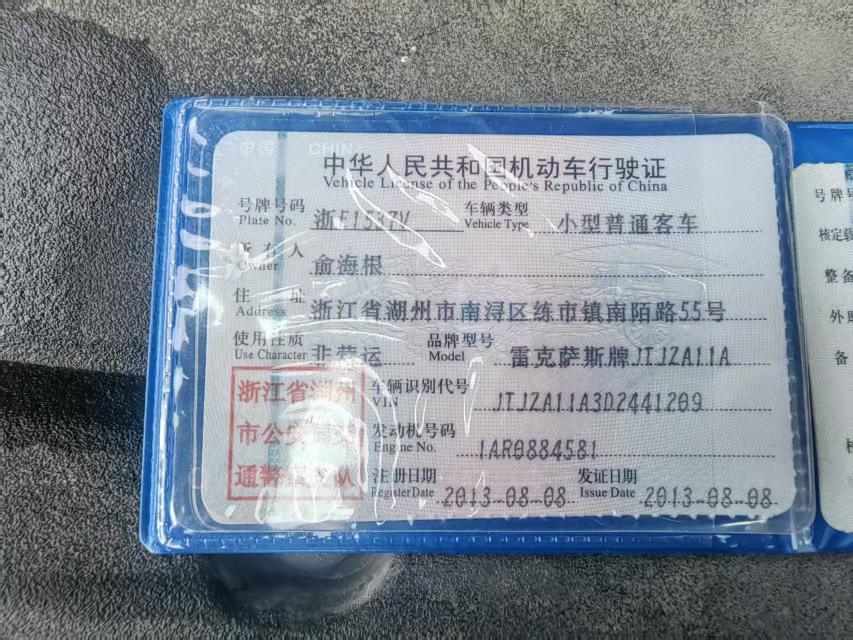 中国 CHINA
中华人民共和国机动车行驶证
Vehicle License of the People's Republic of China
号牌号码 浙E1537V 车辆类型 小型普通客车
Plate No. Vehicle Type
所有人 俞海根
Owner
住址 浙江省湖州市南浔区练市镇南陌路55号
Address
使用性质 非营运 品牌型号 雷克萨斯牌JTJZA11A
Use Character Model
浙江省湖州
市公安局交
通警察支队
车辆识别代号 JTJZA11A3D2441209
VIN
发动机号码 1AR0884581
Engine No.
注册日期 2013-08-08 发证日期 2013-08-08
Register Date Issue Date
号牌
核定载
整备
外廓
备